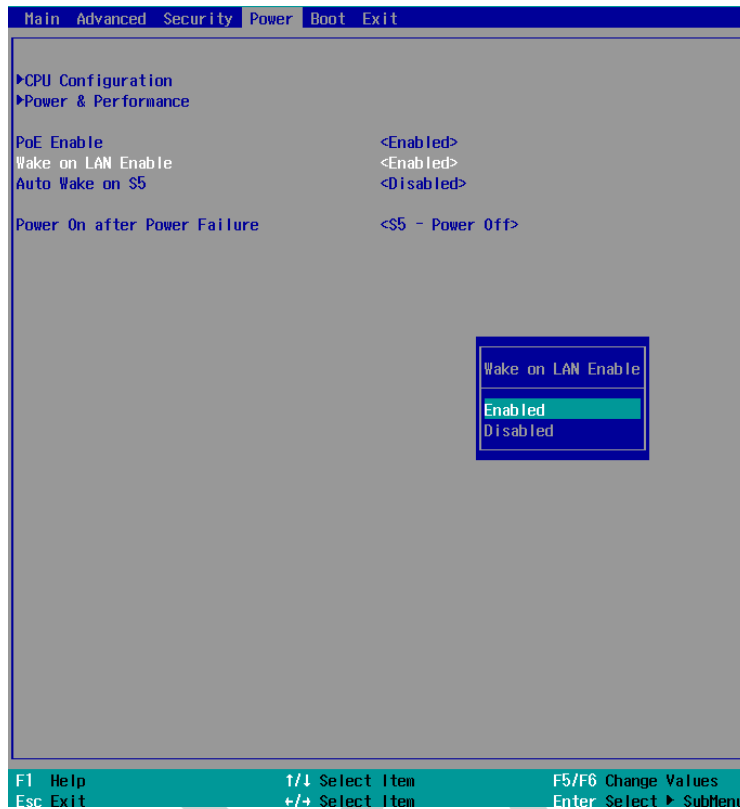 Main Advanced Security Power Boot Exit
▶CPU Configuration
▶Power & Performance
PoE Enable <Enabled>
Wake on LAN Enable <Enabled>
Auto Wake on S5 <Disabled>
Power On after Power Failure <S5 - Power Off>
Wake on LAN Enable
Enabled
Disabled
F1 Help ↑/↓ Select Item F5/F6 Change Values
Esc Exit ←/→ Select Item Enter Select ▶ SubMenu